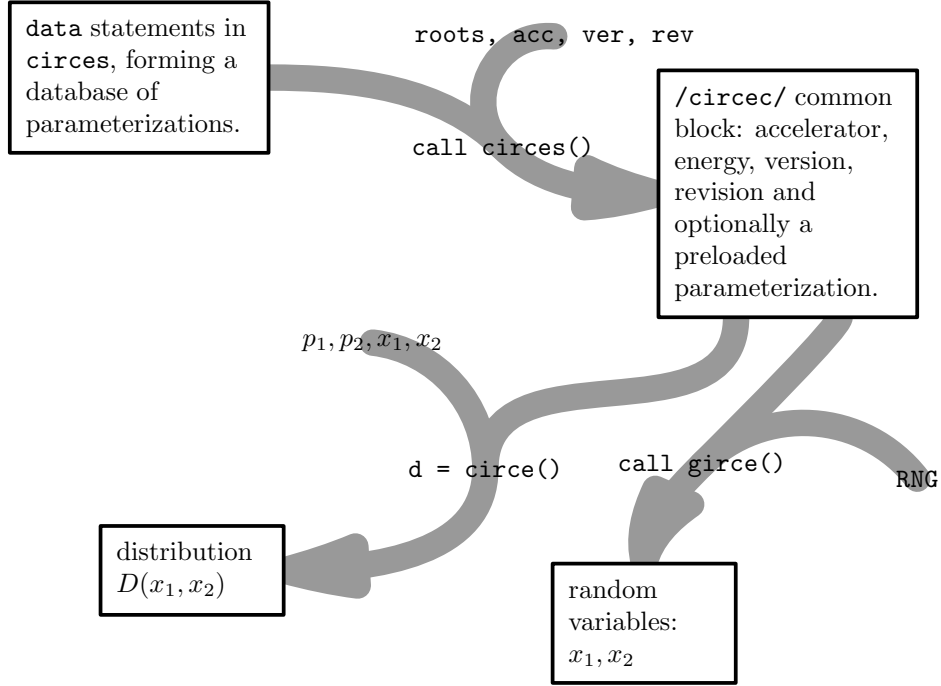 data statements in
circes, forming a
database of
parameterizations.
roots, acc, ver, rev
call circes()
/circec/ common
block: accelerator,
energy, version,
revision and
optionally a
preloaded
parameterization.
p₁, p₂, x₁, x₂
d = circe()
call girce()
RNG
distribution
D(x₁, x₂)
random
variables:
x₁, x₂